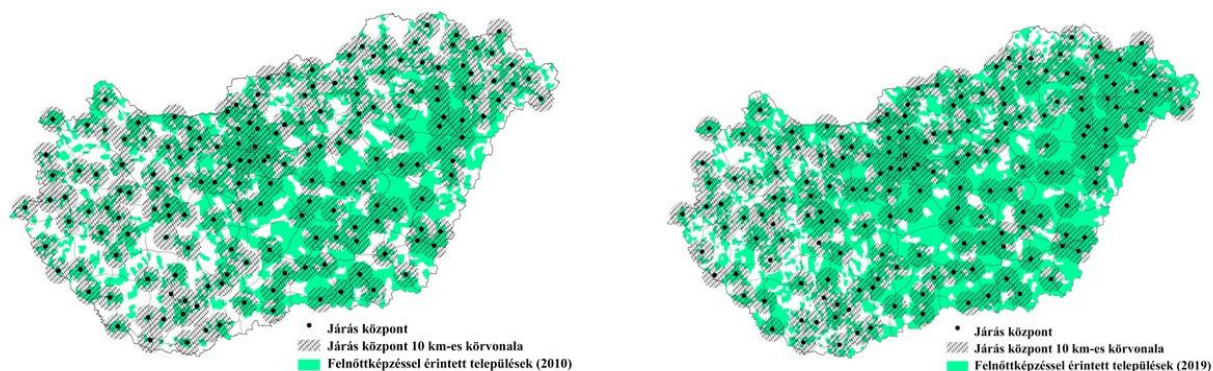 Járás központ
Járás központ 10 km-es körvonala
Felnőttképzéssel érintett települések (2010)
Járás központ
Járás központ 10 km-es körvonala
Felnőttképzéssel érintett települések (2019)